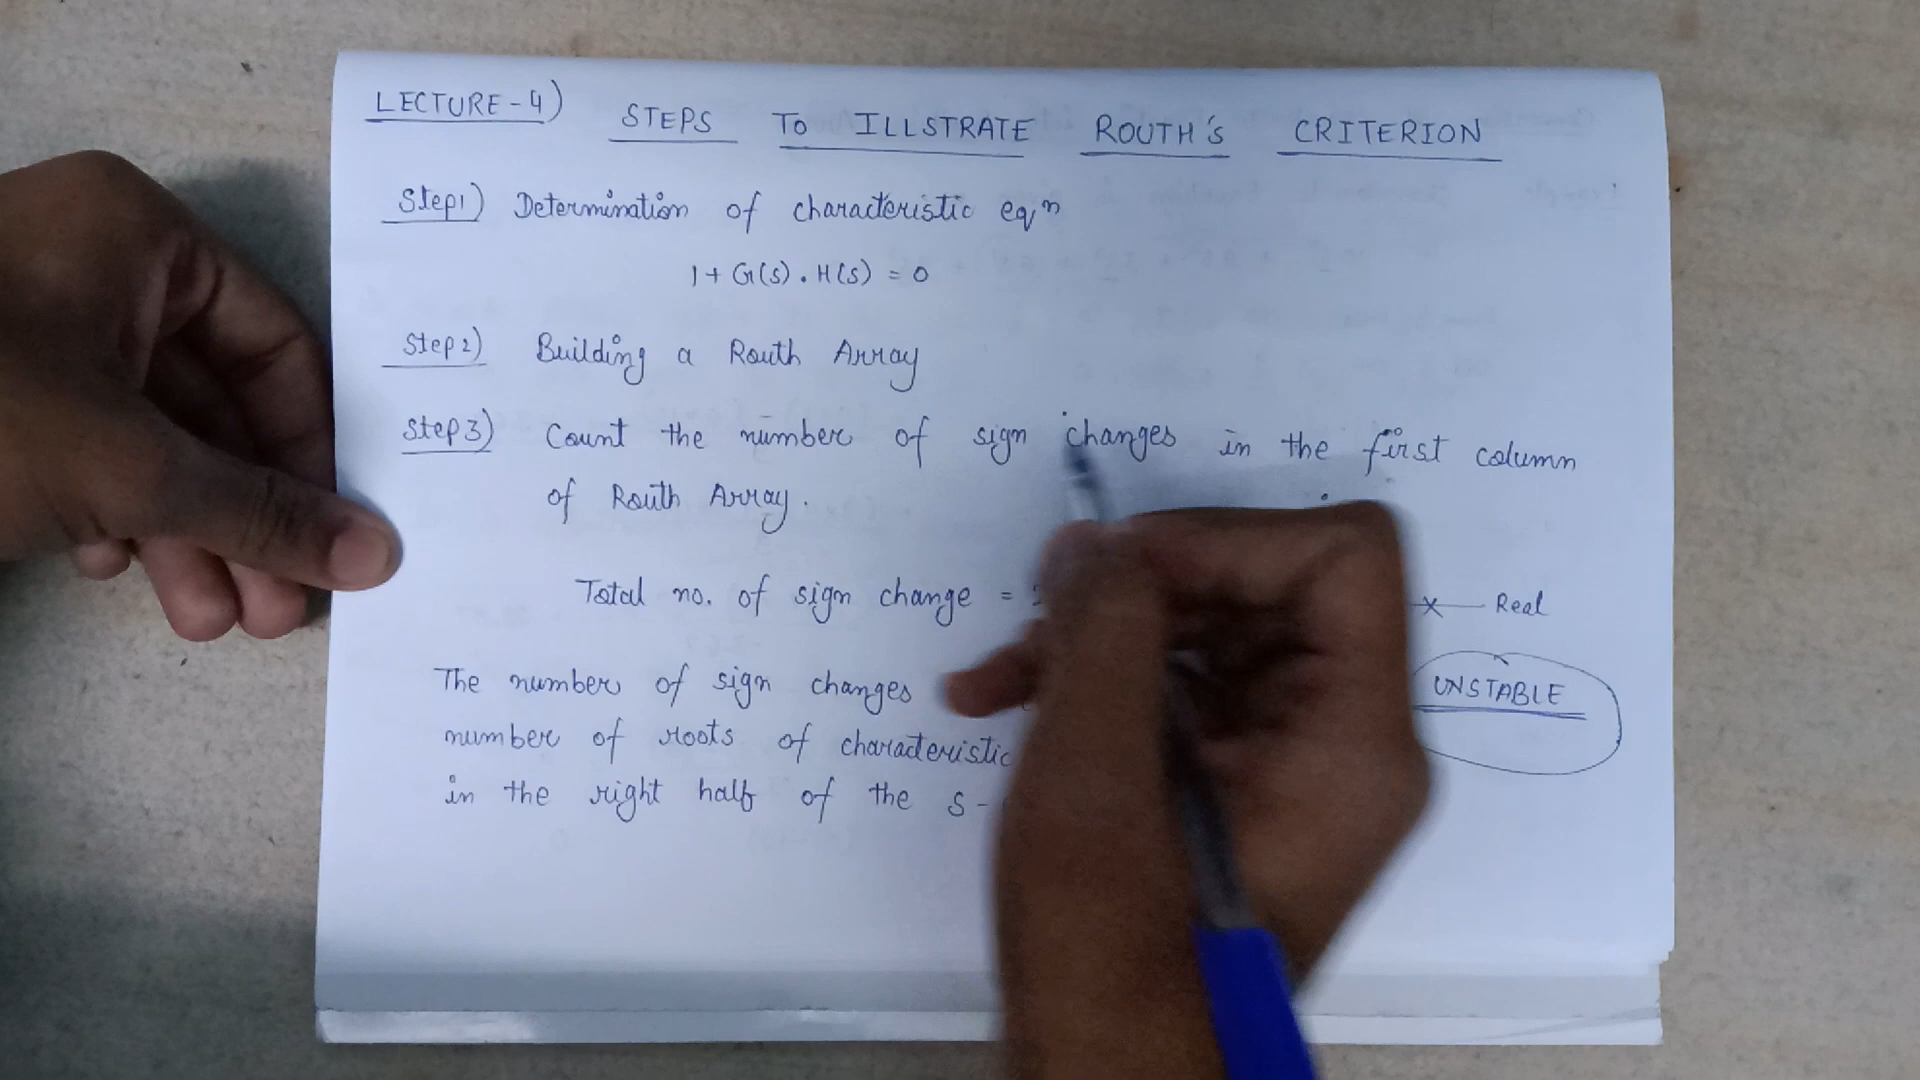 LECTURE-4)
STEPS TO ILLSTRATE ROUTH'S CRITERION
Step1) Determination of characteristic eqn
1 + G(s) . H(s) = 0
Step2) Building a Routh Array
Step3) Count the number of sign changes in the first column
of Routh Array.
Total no. of sign change =
Real
The number of sign changes
UNSTABLE
number of roots of characteristic
in the right half of the s-